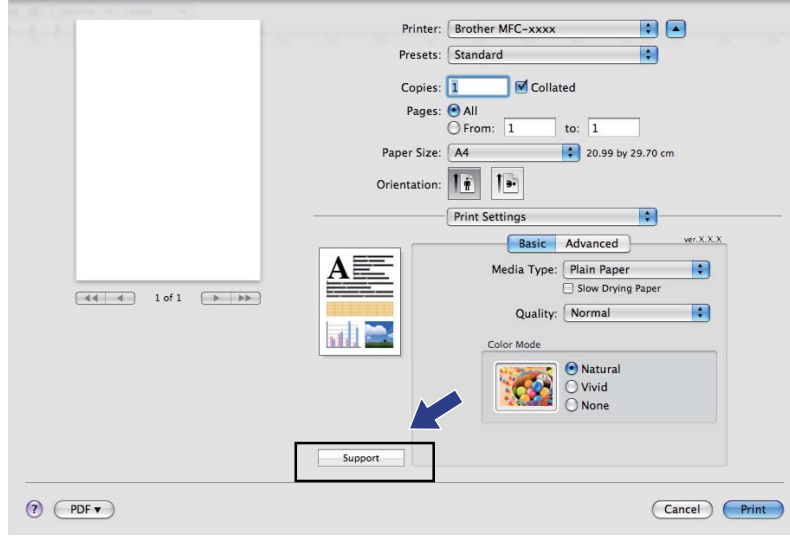 Printer: Brother MFC-xxxx
Presets: Standard
Copies: 1 Collated
Pages: All
From: 1 to: 1
Paper Size: A4 20.99 by 29.70 cm
Orientation:
Print Settings
Basic Advanced ver.X.X.X
A
Media Type: Plain Paper
Slow Drying Paper
1 of 1
Quality: Normal
Color Mode
Natural
Vivid
None
Support
? PDF▼ Cancel Print